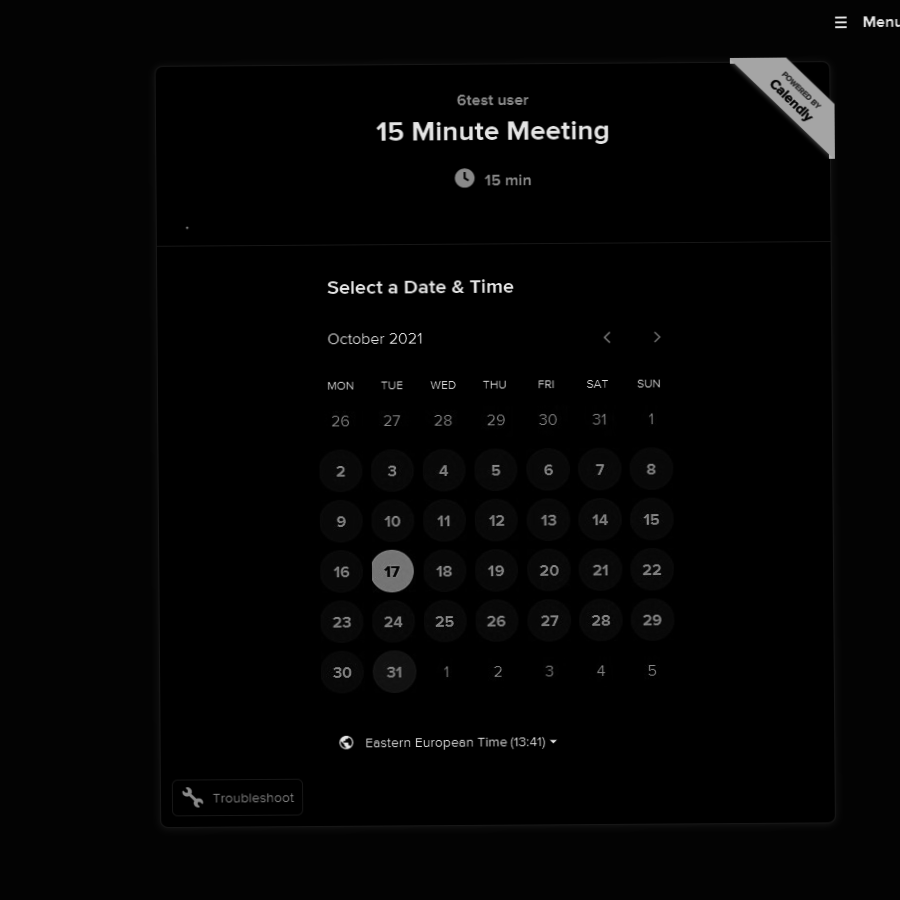 Menu
POWERED BY
Calendly
6test user
15 Minute Meeting
15 min
Select a Date & Time
October 2021
MON TUE WED THU FRI SAT SUN
26 27 28 29 30 31 1
2 3 4 5 6 7 8
9 10 11 12 13 14 15
16 17 18 19 20 21 22
23 24 25 26 27 28 29
30 31 1 2 3 4 5
Eastern European Time (13:41)
Troubleshoot